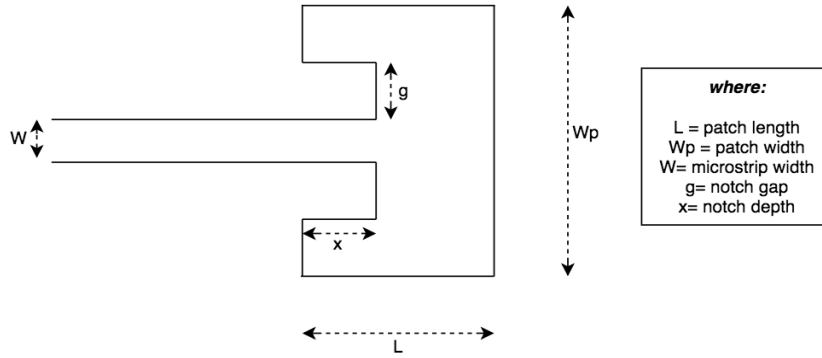 g
W
Wp
x
L
where:
L = patch length
Wp = patch width
W= microstrip width
g= notch gap
x= notch depth